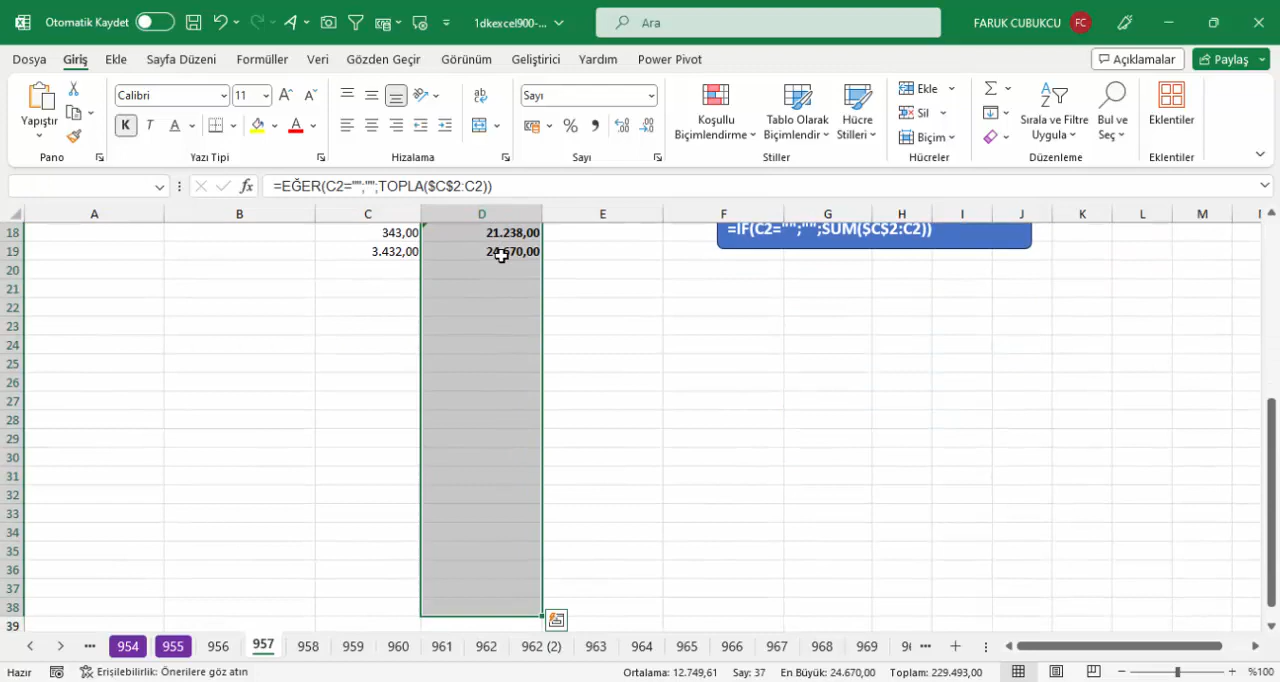 Otomatik Kaydet
1dkexcel900-...
Ara
FARUK CUBUKCU
FC
Dosya Giriş Ekle Sayfa Düzeni Formüller Veri Gözden Geçir Görünüm Geliştirici Yardım Power Pivot
Açıklamalar
Paylaş
Yapıştır
Pano
Calibri 11
K T A A
Yazı Tipi
Hizalama
Sayı
%
Sayı
Koşullu Biçimlendirme
Tablo Olarak Biçimlendir
Hücre Stilleri
Stiller
Ekle
Sil
Biçim
Hücreler
Sırala ve Filtre Uygula
Bul ve Seç
Düzenleme
Eklentiler
Eklentiler
=EĞER(C2="";"";TOPLA($C$2:C2))
A B C D E F G H I J K L M
18 343,00 21.238,00
=IF(C2="";"";SUM($C$2:C2))
19 3.432,00 24.670,00
20
21
22
23
24
25
26
27
28
29
30
31
32
33
34
35
36
37
38
39
954 955 956 957 958 959 960 961 962 962 (2) 963 964 965 966 967 968 969
Hazır
Erişilebilirlik: Önerilere göz atın
Ortalama: 12.749,61 Say: 37 En Büyük: 24.670,00 Toplam: 229.493,00
%100